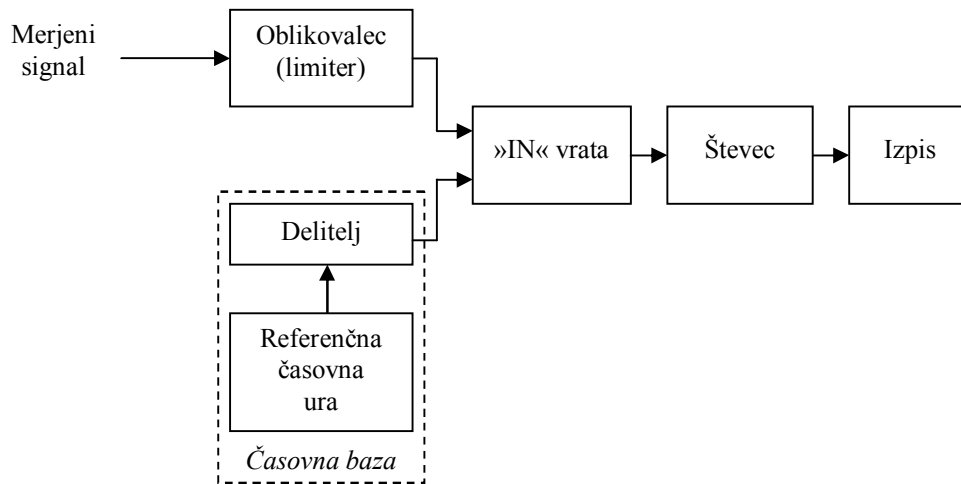 Merjeni
signal
Oblikovalec
(limiter)
»IN« vrata
Števec
Izpis
Delitelj
Referenčna
časovna
ura
Časovna baza